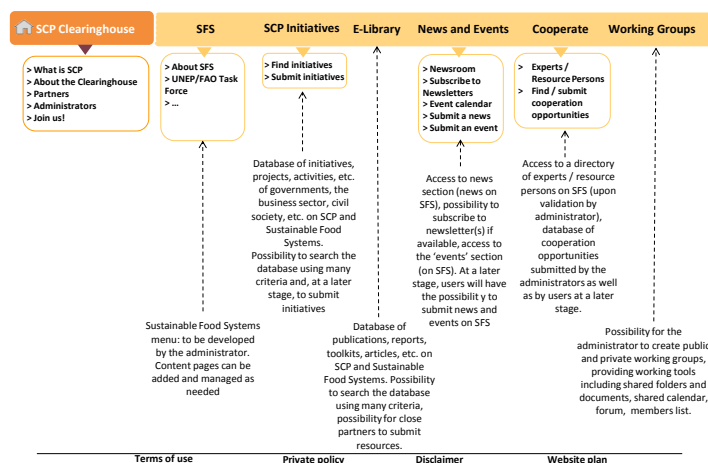 SCP Clearinghouse
SFS
SCP Initiatives
E-Library
News and Events
Cooperate
Working Groups
> What is SCP
> About the Clearinghouse
> Partners
> Administrators
> Join us!
> About SFS
> UNEP/FAO Task
Force
> ...
> Find initiatives
> Submit initiatives
> Newsroom
> Subscribe to
Newsletters
> Event calendar
> Submit a news
> Submit an event
> Experts /
Resource Persons
> Find / submit
cooperation
opportunities
Database of initiatives,
projects, activities, etc.
of governments, the
business sector, civil
society, etc. on SCP and
Sustainable Food
Systems.
Possibility to search the
database using many
criteria and, at a later
stage, to submit
initiatives
Access to news
section (news on
SFS), possibility to
subscribe to
newsletter(s) if
available, access to
the 'events' section
(on SFS). At a later
stage, users will have
the possibilit y to
submit news and
events on SFS
Access to a directory
of experts / resource
persons on SFS (upon
validation by
administrator),
database of
cooperation
opportunities
submitted by the
administrators as well
as by users at a later
stage.
Sustainable Food Systems
menu: to be developed
by the administrator.
Content pages can be
added and managed as
needed
Database of
publications, reports,
toolkits, articles, etc. on
SCP and Sustainable
Food Systems. Possibility
to search the database
using many criteria,
possibility for close
partners to submit
resources.
Possibility for the
administrator to create public
and private working groups,
providing working tools
including shared folders and
documents, shared calendar,
forum, members list.
Terms of use
Private policy
Disclaimer
Website plan